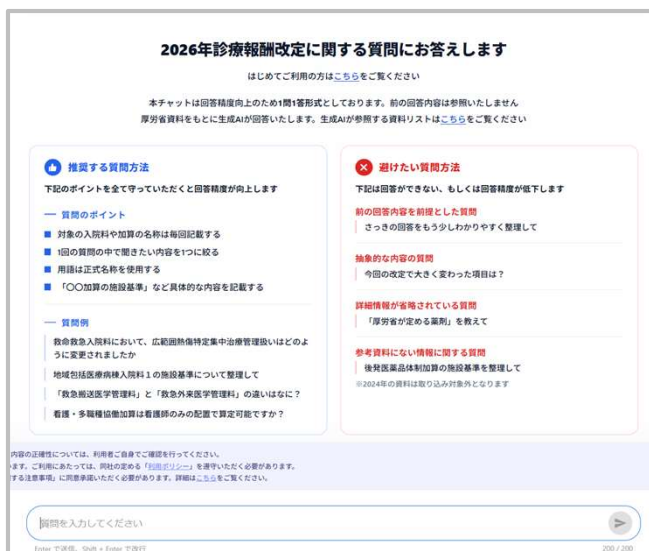 2026年診療報酬改定に関する質問にお答えします
はじめてご利用の方はこちらをご覧ください
本チャットは回答精度向上のため1問1答形式としております。前の回答内容は参照いたしません
厚労省資料をもとに生成AIが回答いたします。生成AIが参照する資料リストはこちらをご覧ください
推奨する質問方法
下記のポイントを全て守っていただくと回答精度が向上します
質問のポイント
対象の入院料や加算の名称は毎回記載する
1回の質問の中で聞きたい内容を1つに絞る
用語は正式名称を使用する
「〇〇加算の施設基準」など具体的な内容を記載する
質問例
救命救急入院料において、広範囲熱傷特定集中治療管理扱いはどのよ
うに変更されましたか
地域包括医療病棟入院料１の施設基準について整理して
「救急搬送医学管理料」と「救急外来医学管理料」の違いはなに？
看護・多職種協働加算は看護師のみの配置で算定可能ですか？
避けたい質問方法
下記は回答ができない、もしくは回答精度が低下します
前の回答内容を前提とした質問
さっきの回答をもう少しわかりやすく整理して
抽象的な内容の質問
今回の改定で大きく変わった項目は？
詳細情報が省略されている質問
「厚労省が定める薬剤」を教えて
参考資料にない情報に関する質問
後発医薬品体制加算の施設基準を整理して
※2024年の資料は取り込み対象外となります
内容の正確性については、利用者ご自身でご確認を行ってください。
ます。ご利用にあたっては、同社の定める「利用ポリシー」を遵守いただく必要があります。
する注意事項」に同意承諾いただく必要があります。詳細はこちらをご覧ください。
質問を入力してください
Enter で送信、Shift + Enter で改行
200 / 200